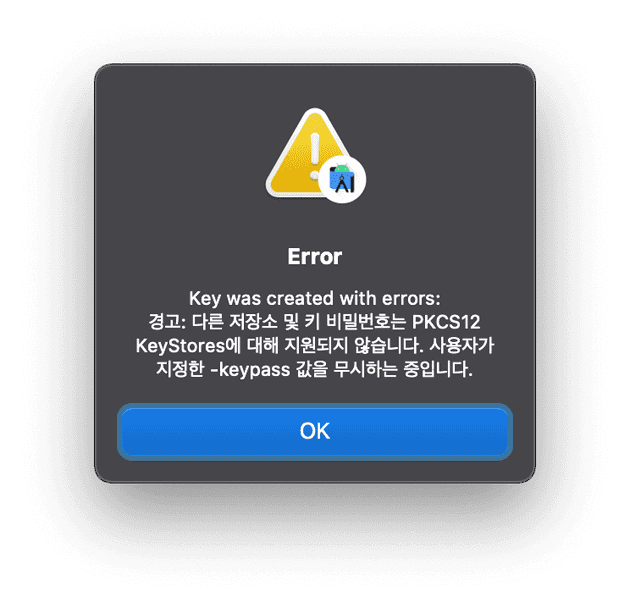 Error
Key was created with errors:
경고: 다른 저장소 및 키 비밀번호는 PKCS12
KeyStores에 대해 지원되지 않습니다. 사용자가
지정한 -keypass 값을 무시하는 중입니다.
OK